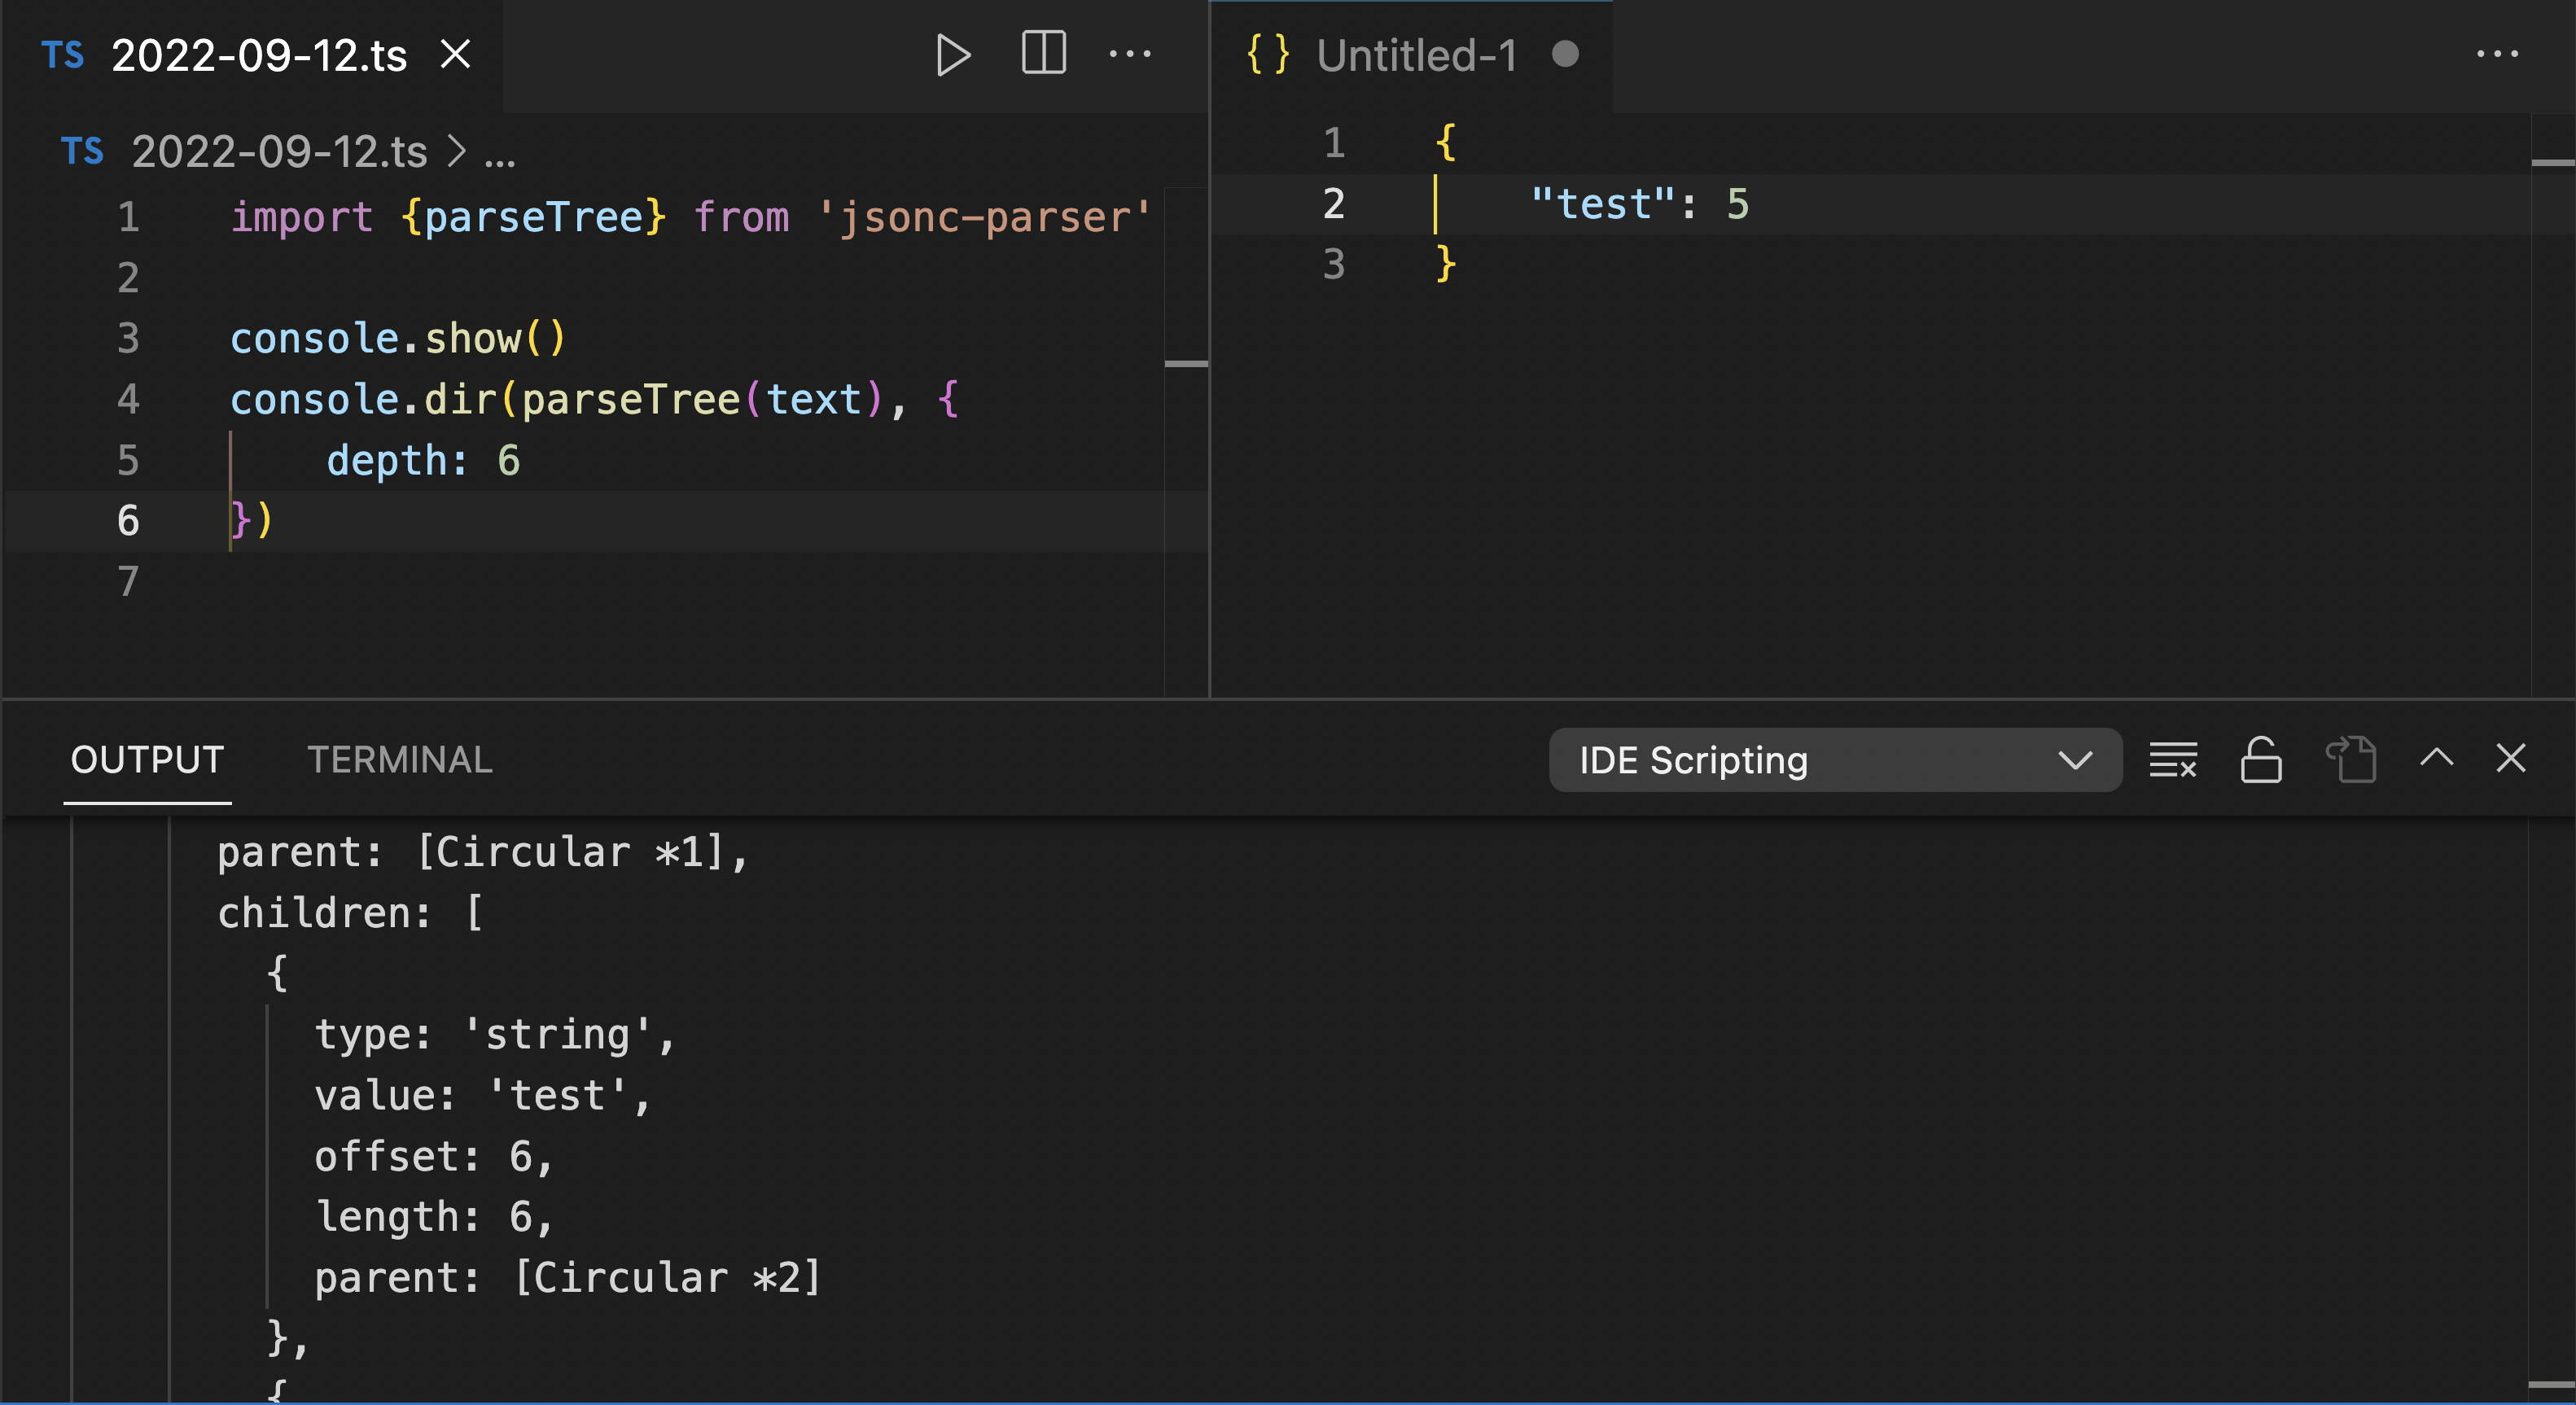 TS 2022-09-12.ts
TS 2022-09-12.ts > ...
1 import {parseTree} from 'jsonc-parser'
2
3 console.show()
4 console.dir(parseTree(text), {
5     depth: 6
6 })
7
{} Untitled-1
1 {
2     "test": 5
3 }
OUTPUT TERMINAL IDE Scripting
parent: [Circular *1],
children: [
  {
    type: 'string',
    value: 'test',
    offset: 6,
    length: 6,
    parent: [Circular *2]
  },
  {